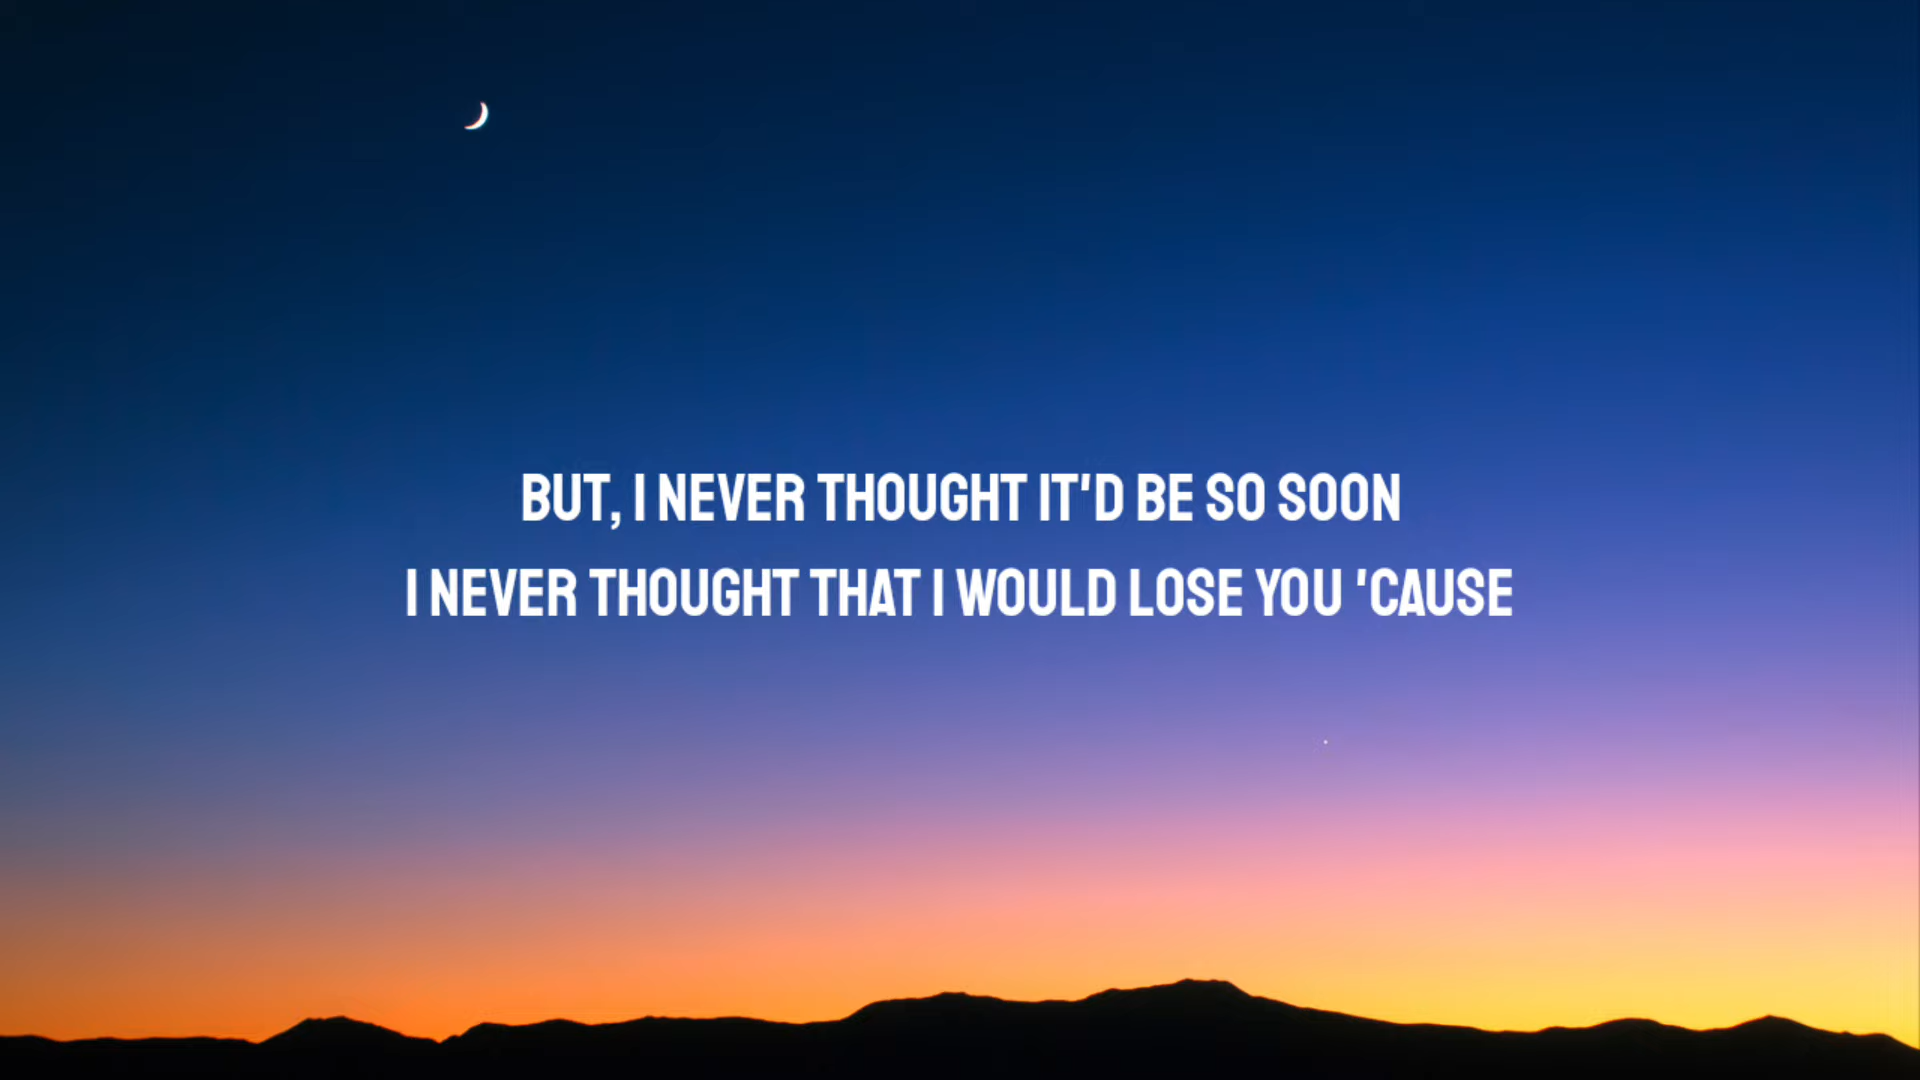 BUT, I NEVER THOUGHT IT'D BE SO SOON
I NEVER THOUGHT THAT I WOULD LOSE YOU 'CAUSE